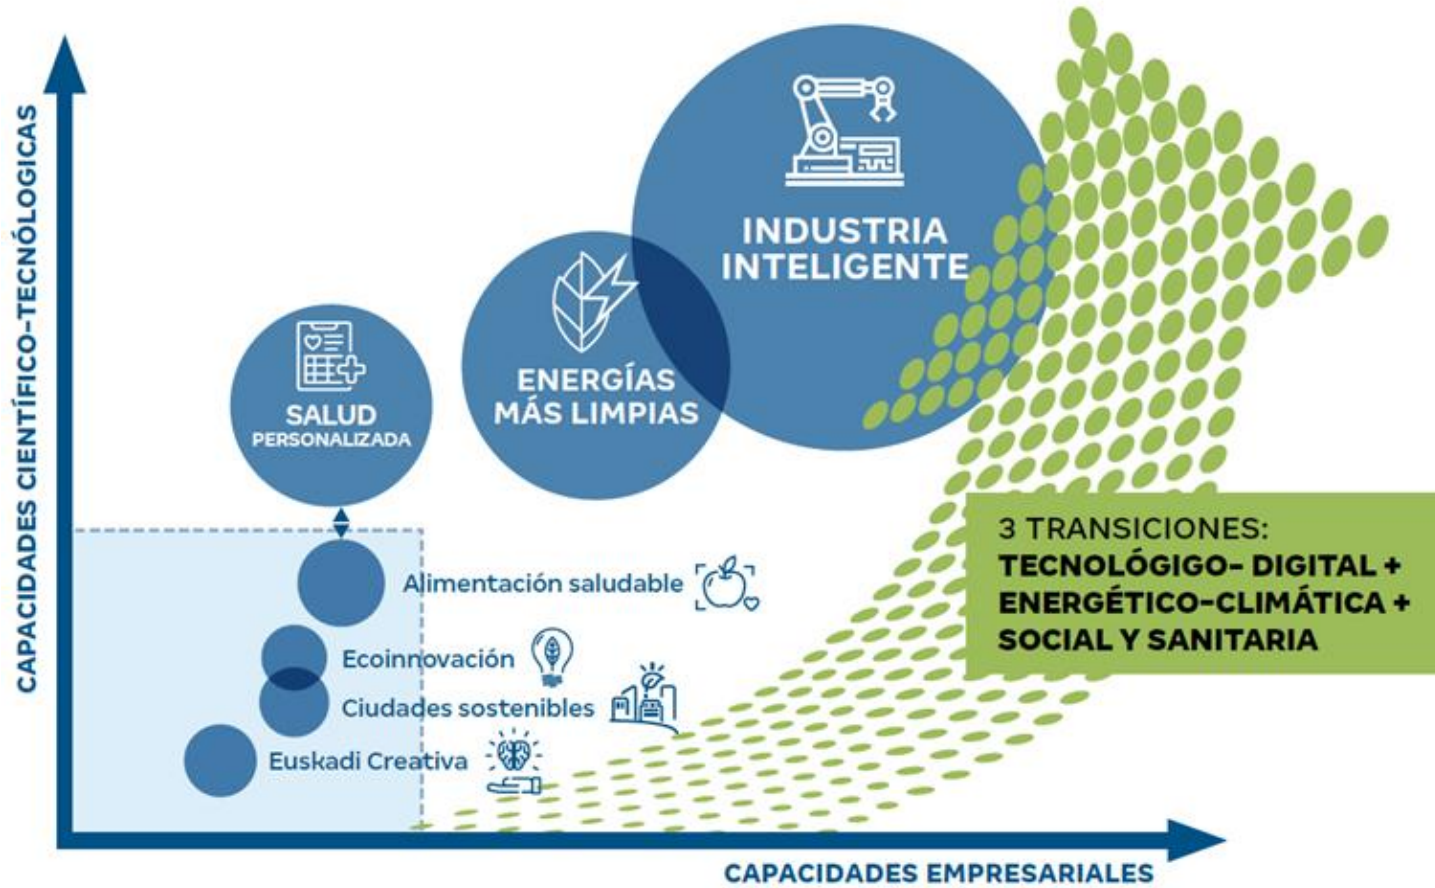 CAPACIDADES CIENTÍFICO-TECNÓLOGICAS
INDUSTRIA
INTELIGENTE
ENERGÍAS
MÁS LIMPIAS
SALUD
PERSONALIZADA
3 TRANSICIONES:
TECNOLÓGIGO- DIGITAL +
ENERGÉTICO-CLIMÁTICA +
SOCIAL Y SANITARIA
Alimentación saludable
Ecoinnovación
Ciudades sostenibles
Euskadi Creativa
CAPACIDADES EMPRESARIALES